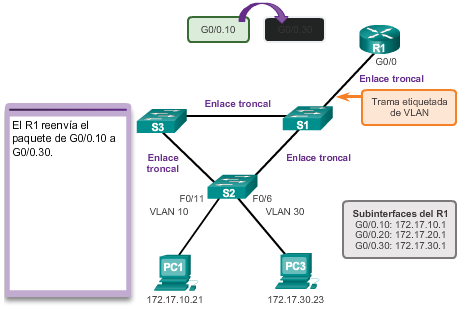 G0/0.10
G0/0.30
R1
G0/0
Enlace troncal
Trama etiquetada
de VLAN
Enlace troncal
S3
S1
El R1 reenvía el
paquete de G0/0.10 a
G0/0.30.
Enlace
troncal
Enlace
troncal
S2
F0/11
F0/6
VLAN 10
VLAN 30
Subinterfaces del R1
G0/0.10: 172.17.10.1
G0/0.20: 172.17.20.1
G0/0.30: 172.17.30.1
PC1
PC3
172.17.10.21
172.17.30.23